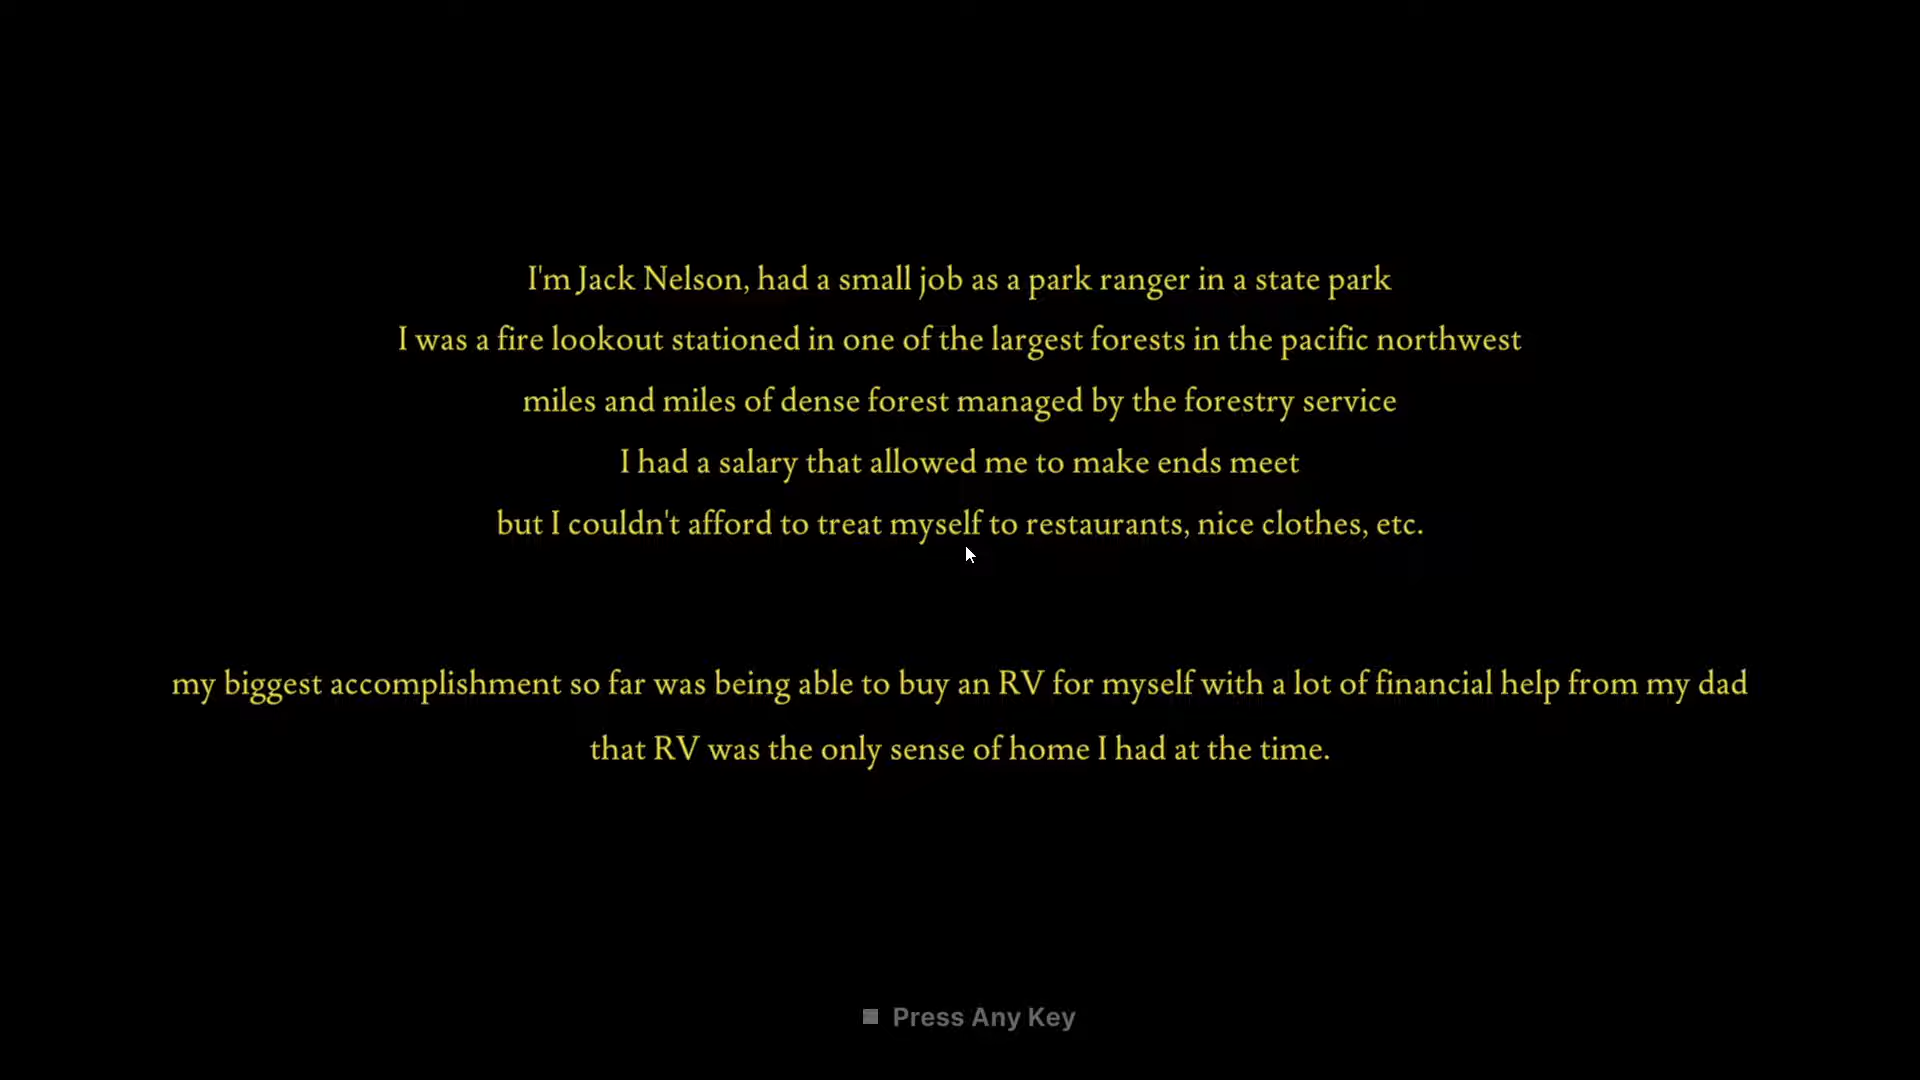 I'm Jack Nelson, had a small job as a park ranger in a state park
I was a fire lookout stationed in one of the largest forests in the pacific northwest
miles and miles of dense forest managed by the forestry service
I had a salary that allowed me to make ends meet
but I couldn't afford to treat myself to restaurants, nice clothes, etc.
my biggest accomplishment so far was being able to buy an RV for myself with a lot of financial help from my dad
that RV was the only sense of home I had at the time.
Press Any Key